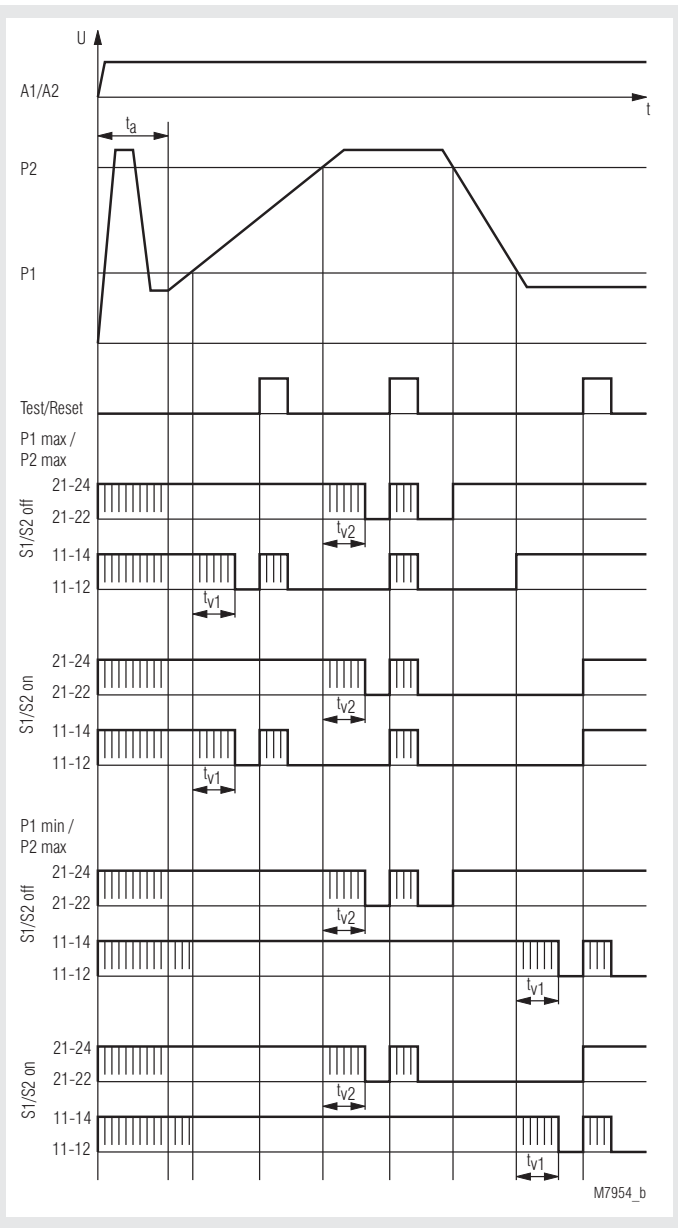 U
A1/A2
t
ta
P2
P1
Test/Reset
P1 max /
P2 max
S1/S2 off
21-24
21-22
tv2
11-14
11-12
tv1
S1/S2 on
21-24
21-22
tv2
11-14
11-12
tv1
P1 min /
P2 max
S1/S2 off
21-24
21-22
tv2
11-14
11-12
tv1
S1/S2 on
21-24
21-22
tv2
11-14
11-12
tv1
M7954_b